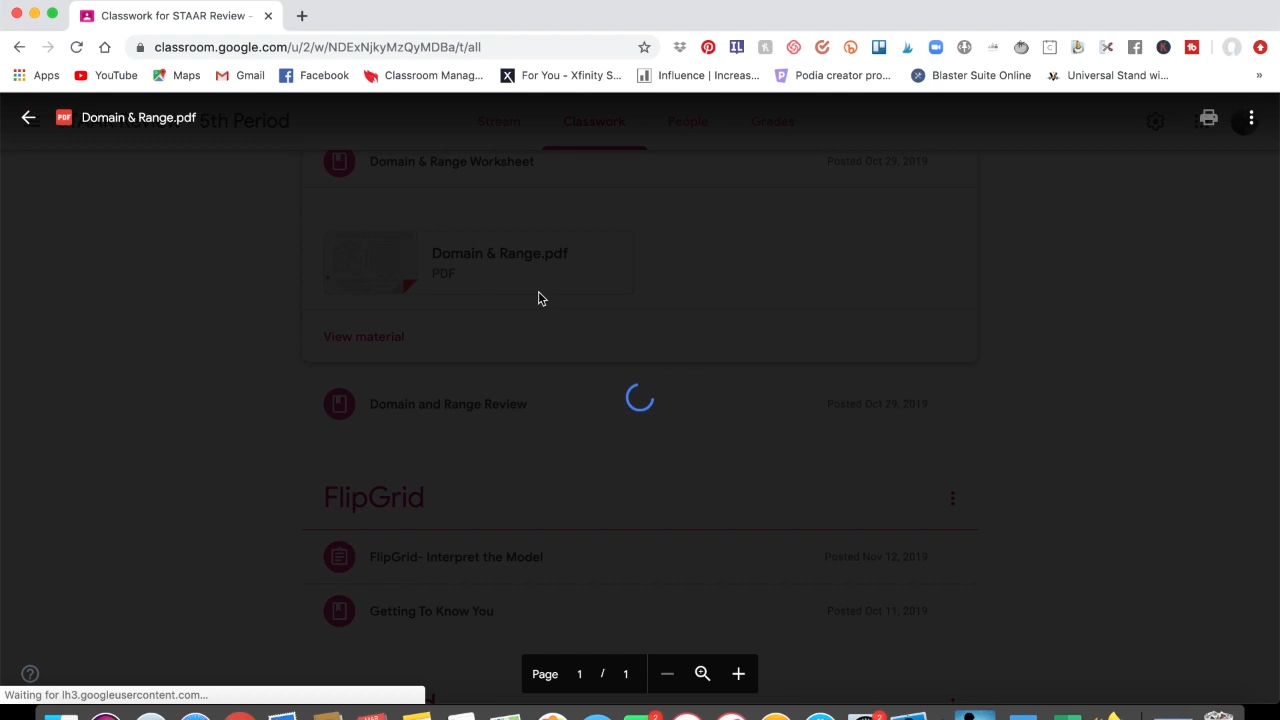 Classwork for STAAR Review -
classroom.google.com/u/2/w/NDExNjkyMzQyMDBa/t/all
Apps YouTube Maps Gmail Facebook Classroom Manag... For You - Xfinity S... Influence | Increas... Podia creator pro... Blaster Suite Online Universal Stand wi... »
PDF Domain & Range.pdf
5th Period Stream Classwork People Grades
Domain & Range Worksheet Posted Oct 29, 2019
Domain & Range.pdf
PDF
View material
Domain and Range Review Posted Oct 29, 2019
FlipGrid
FlipGrid- Interpret the Model Posted Nov 12, 2019
Getting To Know You Posted Oct 11, 2019
Page 1 / 1
Waiting for lh3.googleusercontent.com...
2 2